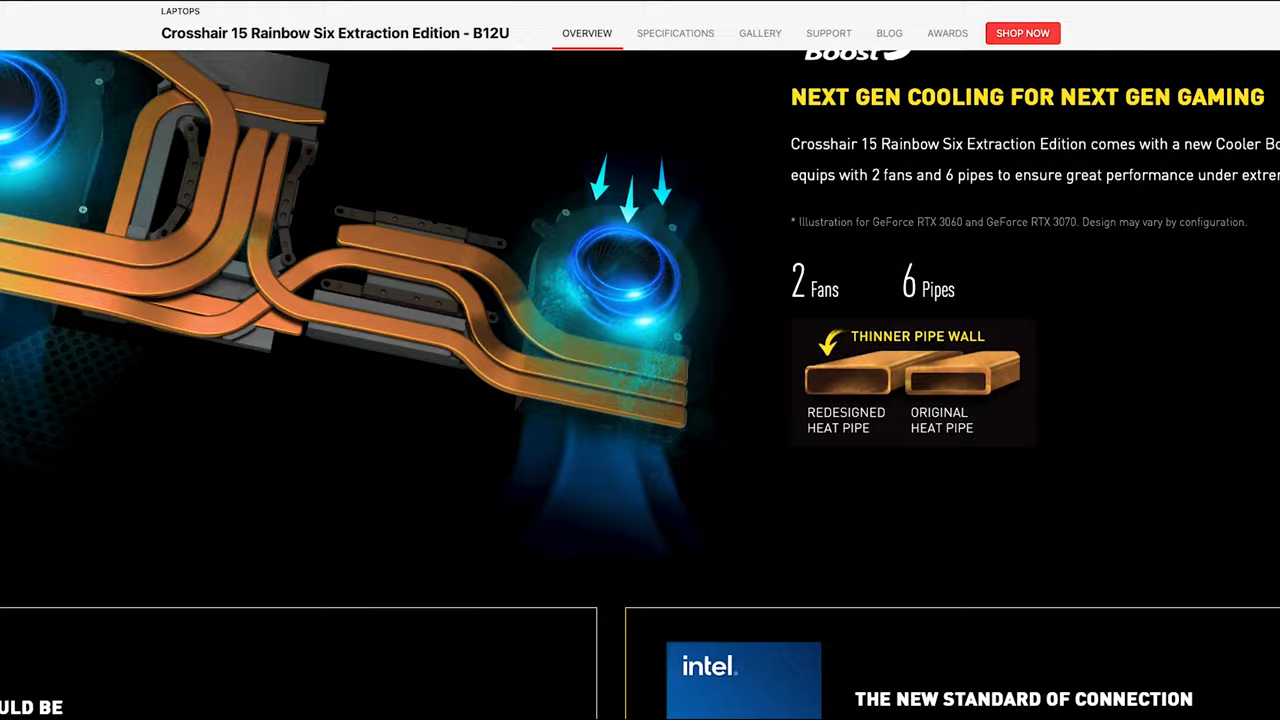 LAPTOPS
Crosshair 15 Rainbow Six Extraction Edition - B12U
OVERVIEW
SPECIFICATIONS
GALLERY
SUPPORT
BLOG
AWARDS
SHOP NOW
Boost 5
NEXT GEN COOLING FOR NEXT GEN GAMING
Crosshair 15 Rainbow Six Extraction Edition comes with a new Cooler Bo
equips with 2 fans and 6 pipes to ensure great performance under extre
* Illustration for GeForce RTX 3060 and GeForce RTX 3070. Design may vary by configuration.
2 Fans
6 Pipes
THINNER PIPE WALL
REDESIGNED
HEAT PIPE
ORIGINAL
HEAT PIPE
intel.
ULD BE
THE NEW STANDARD OF CONNECTION